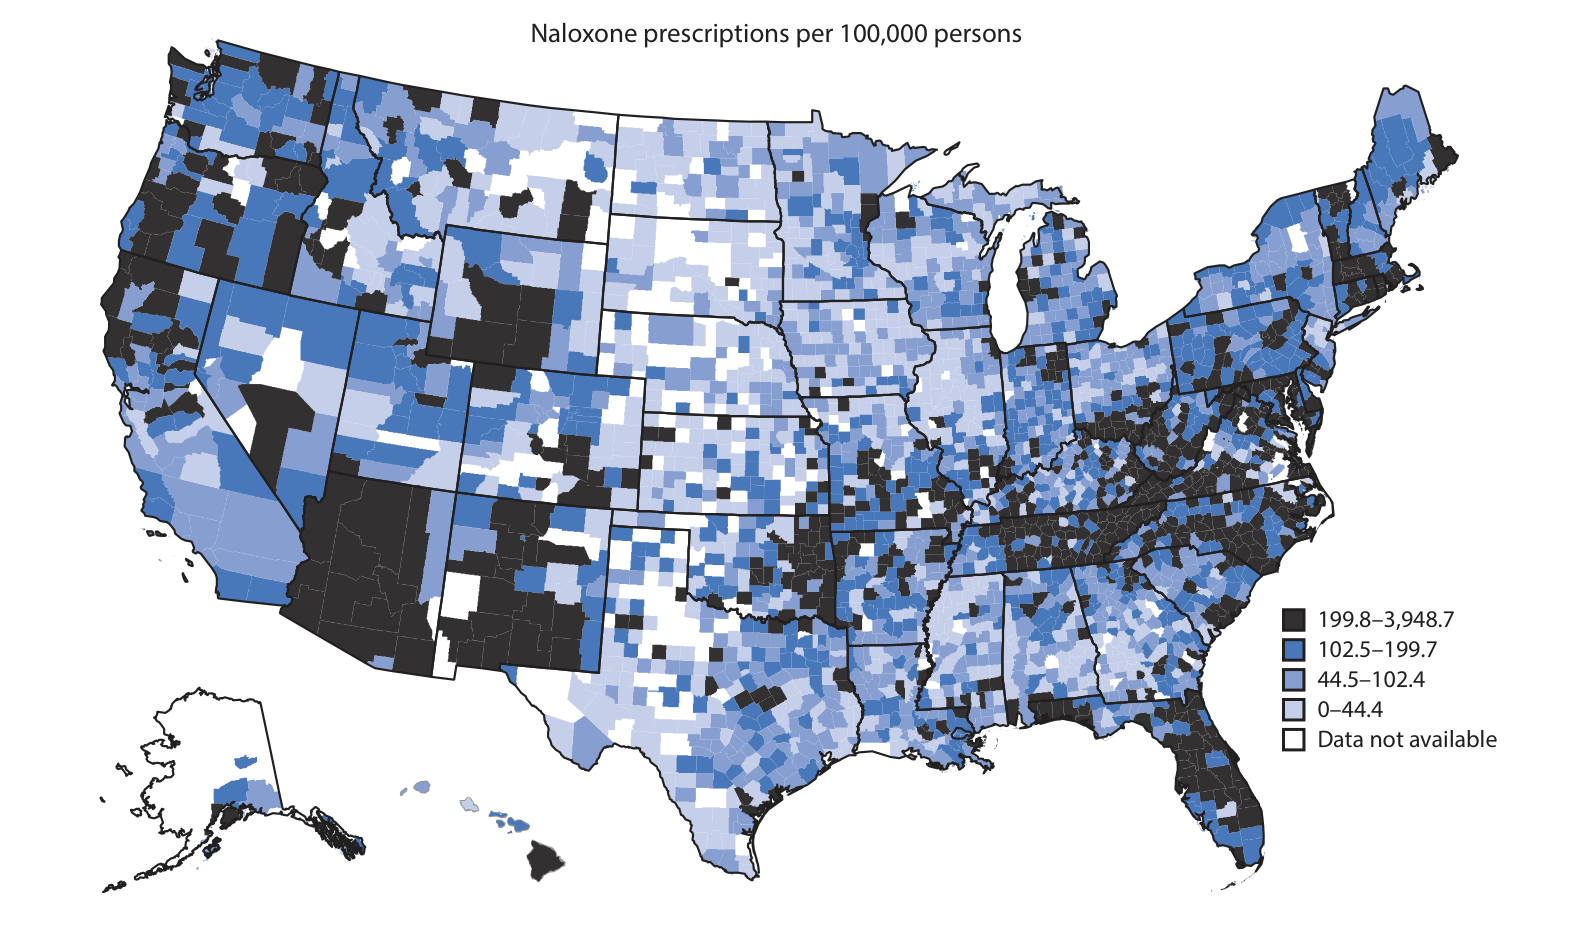 Naloxone prescriptions per 100,000 persons
199.8–3,948.7
102.5–199.7
44.5–102.4
0–44.4
Data not available